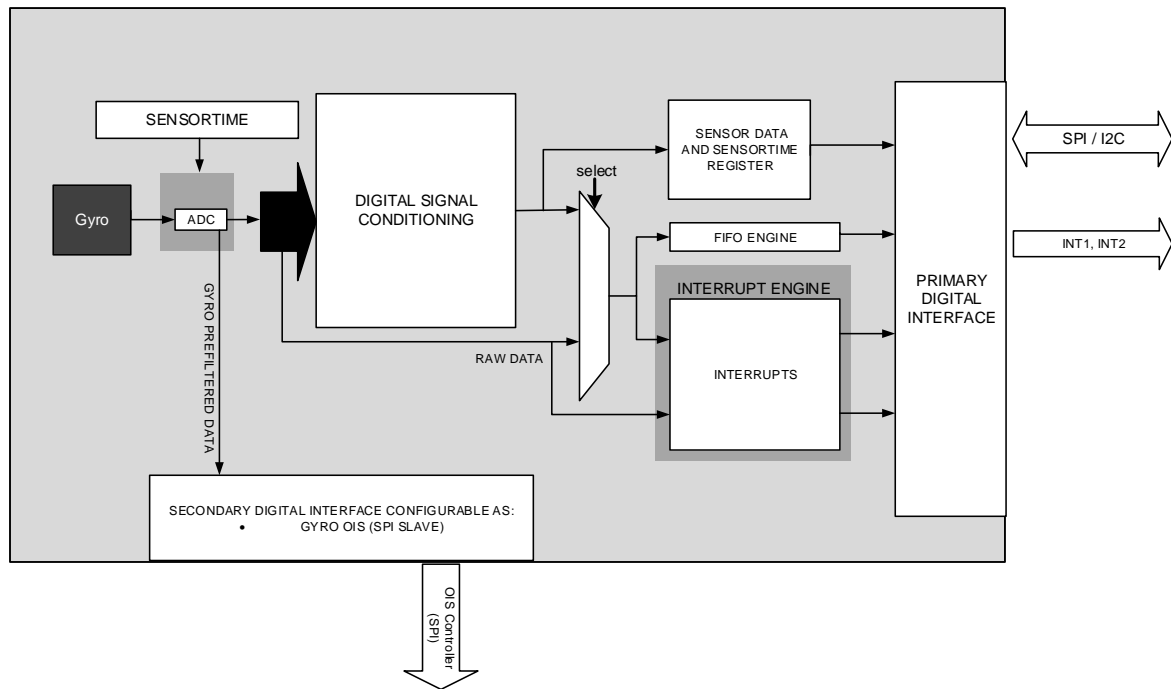 SENSORTIME
Gyro
ADC
DIGITAL SIGNAL
CONDITIONING
select
SENSOR DATA
AND SENSORTIME
REGISTER
FIFO ENGINE
INTERRUPT ENGINE
INTERRUPTS
PRIMARY
DIGITAL
INTERFACE
SPI / I2C
INT1, INT2
RAW DATA
GYRO PREFILTERED DATA
SECONDARY DIGITAL INTERFACE CONFIGURABLE AS:
• GYRO OIS (SPI SLAVE)
OIS Controller
(SPI)